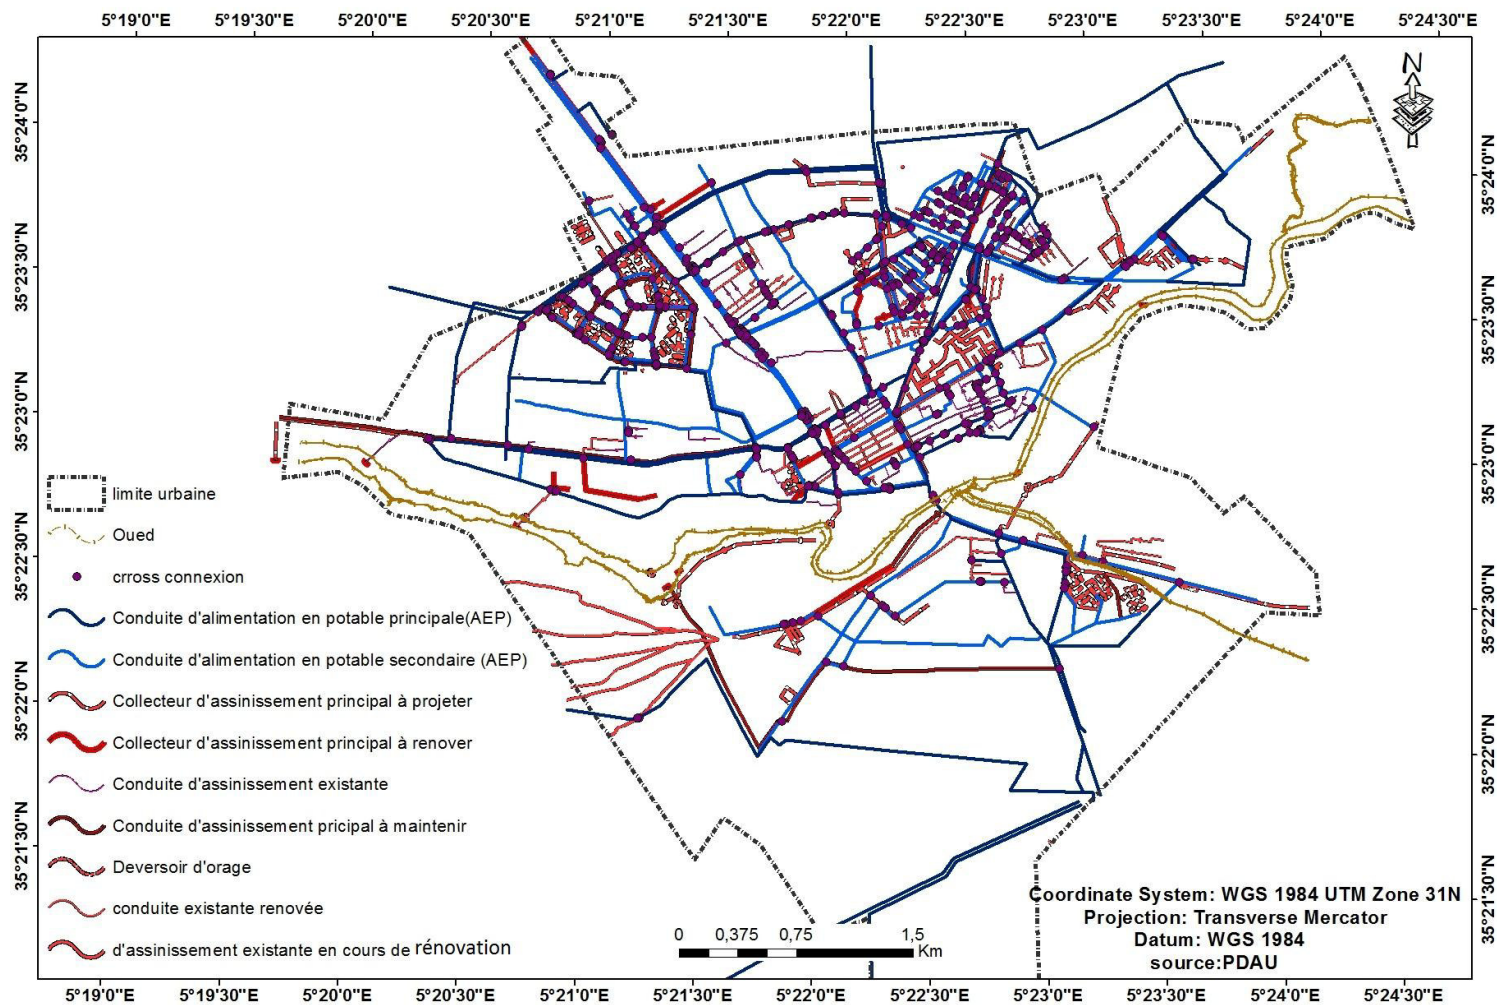 5°19'0"E 5°19'30"E 5°20'0"E 5°20'30"E 5°21'0"E 5°21'30"E 5°22'0"E 5°22'30"E 5°23'0"E 5°23'30"E 5°24'0"E 5°24'30"E
N
35°24'0"N
35°23'30"N
35°23'0"N
35°22'30"N
35°22'0"N
35°21'30"N
35°24'0"N
35°23'30"N
35°23'0"N
35°22'30"N
35°22'0"N
35°21'30"N
limite urbaine
Oued
crross connexion
Conduite d'alimentation en potable principale(AEP)
Conduite d'alimentation en potable secondaire (AEP)
Collecteur d'assinissement principal à projeter
Collecteur d'assinissement principal à renover
Conduite d'assinissement existante
Conduite d'assinissement pricipal à maintenir
Deversoir d'orage
conduite existante renovée
d'assinissement existante en cours de rénovation
0 0,375 0,75 1,5
Km
Coordinate System: WGS 1984 UTM Zone 31N
Projection: Transverse Mercator
Datum: WGS 1984
source:PDAU
5°19'0"E 5°19'30"E 5°20'0"E 5°20'30"E 5°21'0"E 5°21'30"E 5°22'0"E 5°22'30"E 5°23'0"E 5°23'30"E 5°24'0"E 5°24'30"E